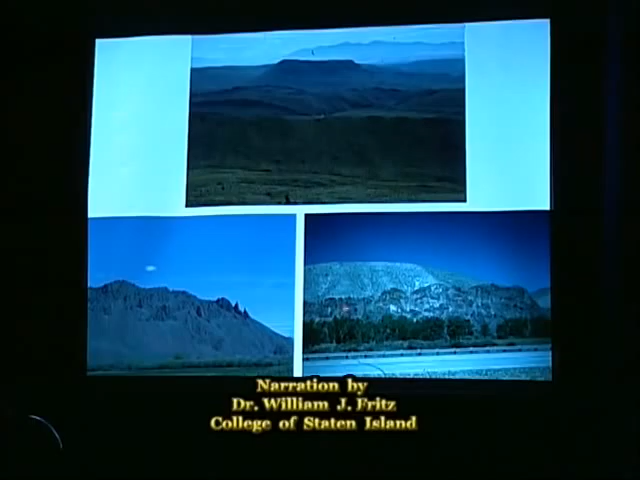 Narration by
Dr. William J. Fritz
College of Staten Island